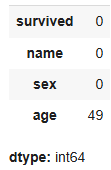 survived 0
name 0
sex 0
age 49
dtype: int64